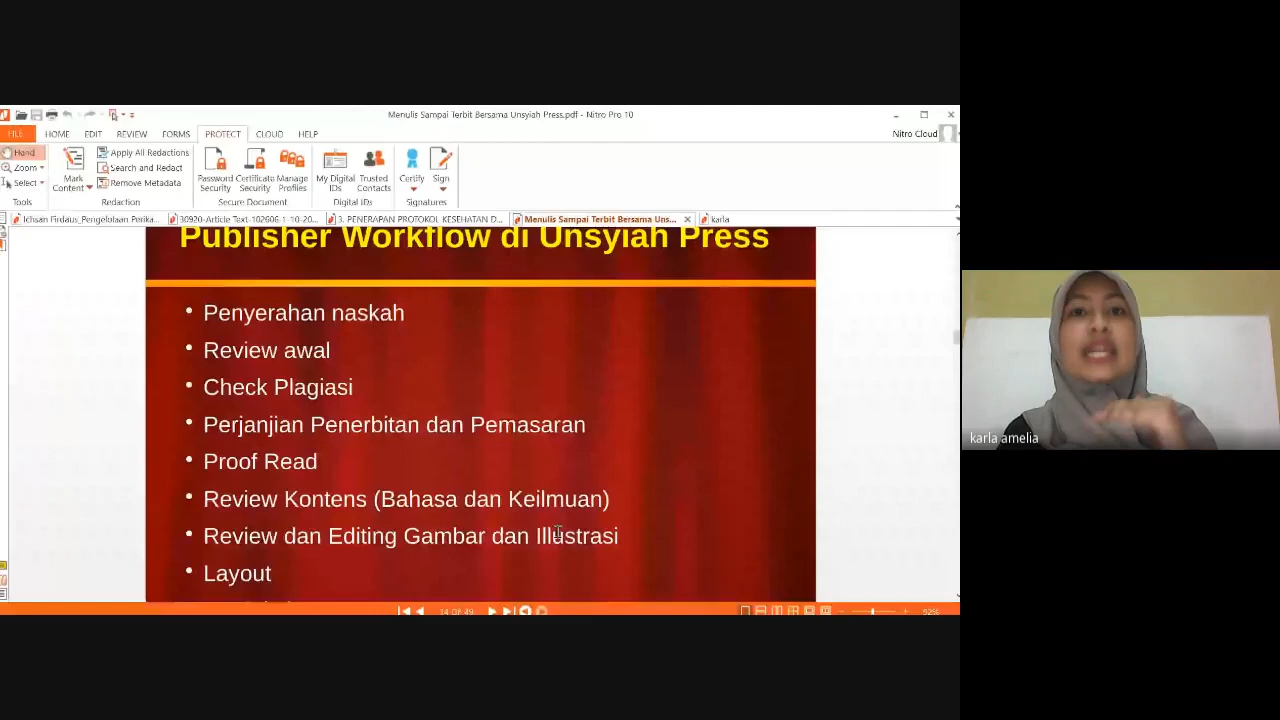 Menulis Sampai Terbit Bersama Unsyiah Press.pdf - Nitro Pro 10
FILE HOME EDIT REVIEW FORMS PROTECT CLOUD HELP
Nitro Cloud
Hand
Zoom
Select
Tools
Mark Content
Apply All Redactions
Search and Redact
Remove Metadata
Redaction
Password Security
Certificate Security
Manage Profiles
Secure Document
My Digital IDs
Trusted Contacts
Digital IDs
Certify
Sign
Signatures
Ichsan Firdaus_Pengelolaan Perika...
30920-Article Text-102606-1-10-20...
3. PENERAPAN PROTOKOL KESEHATAN D...
Menulis Sampai Terbit Bersama Uns...
karla
Publisher Workflow di Unsyiah Press
• Penyerahan naskah
• Review awal
• Check Plagiasi
• Perjanjian Penerbitan dan Pemasaran
• Proof Read
• Review Kontens (Bahasa dan Keilmuan)
• Review dan Editing Gambar dan Illustrasi
• Layout
14 of 49
92%
karla amelia